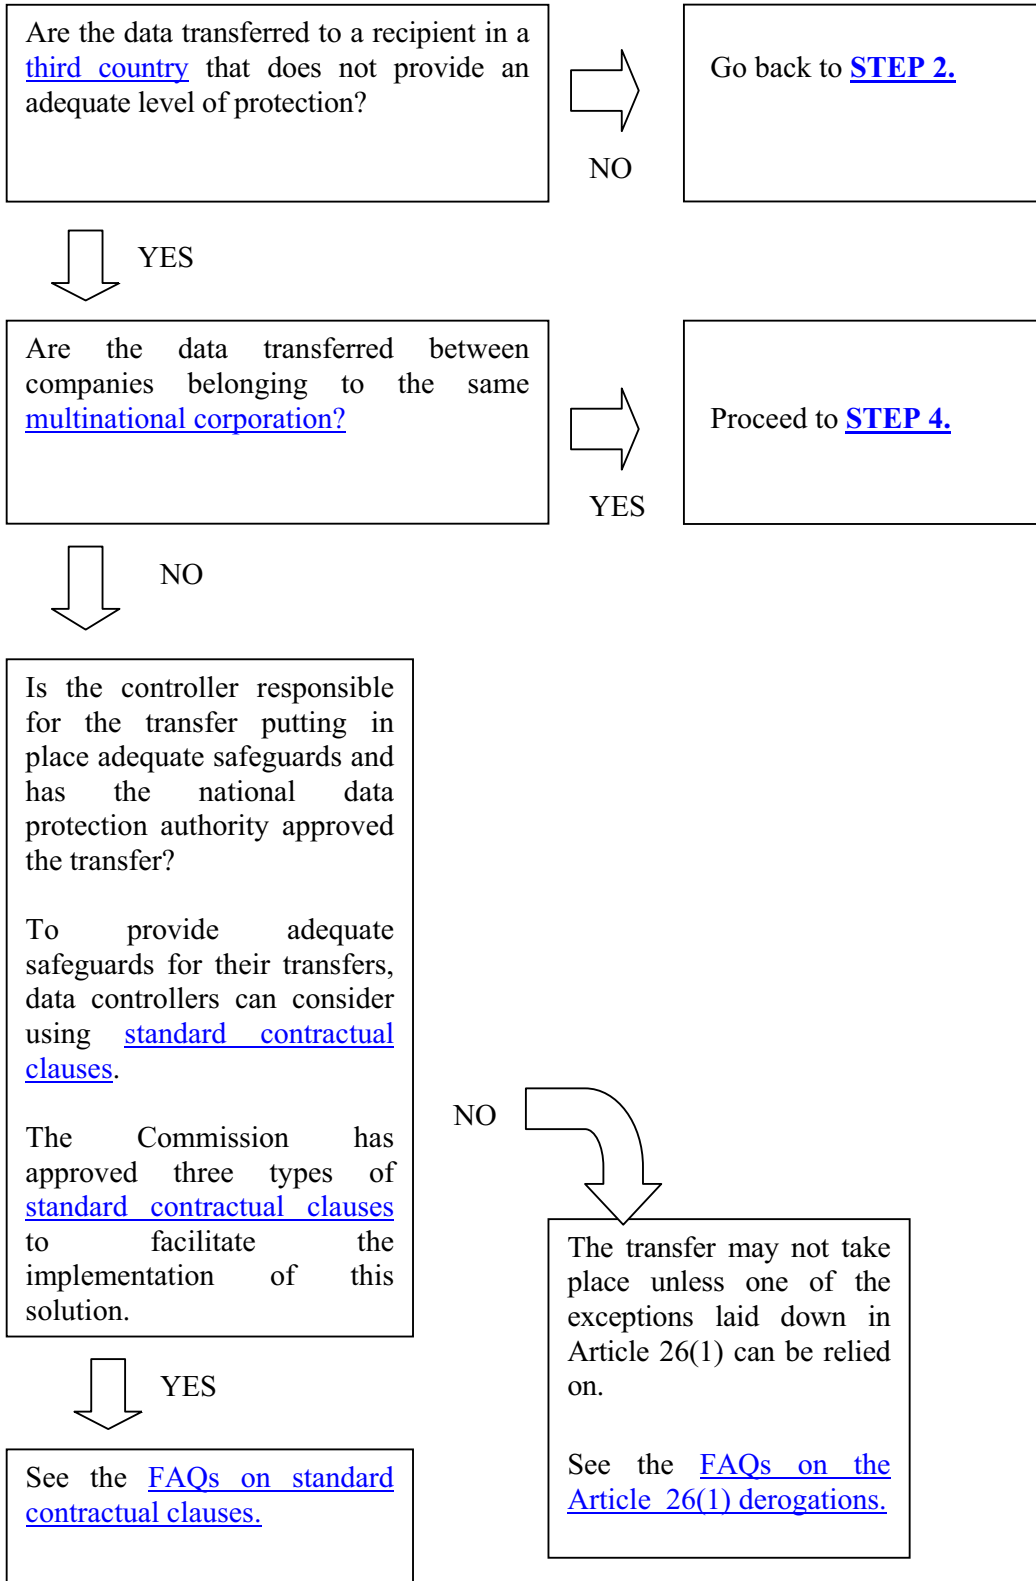 Are the data transferred to a recipient in a
third country that does not provide an
adequate level of protection?
Go back to STEP 2.
NO
YES
Are the data transferred between
companies belonging to the same
multinational corporation?
Proceed to STEP 4.
YES
NO
Is the controller responsible
for the transfer putting in
place adequate safeguards and
has the national data
protection authority approved
the transfer?
To provide adequate
safeguards for their transfers,
data controllers can consider
using standard contractual
clauses.
The Commission has
approved three types of
standard contractual clauses
to facilitate the
implementation of this
solution.
NO
The transfer may not take
place unless one of the
exceptions laid down in
Article 26(1) can be relied
on.
See the FAQs on the
Article 26(1) derogations.
YES
See the FAQs on standard
contractual clauses.